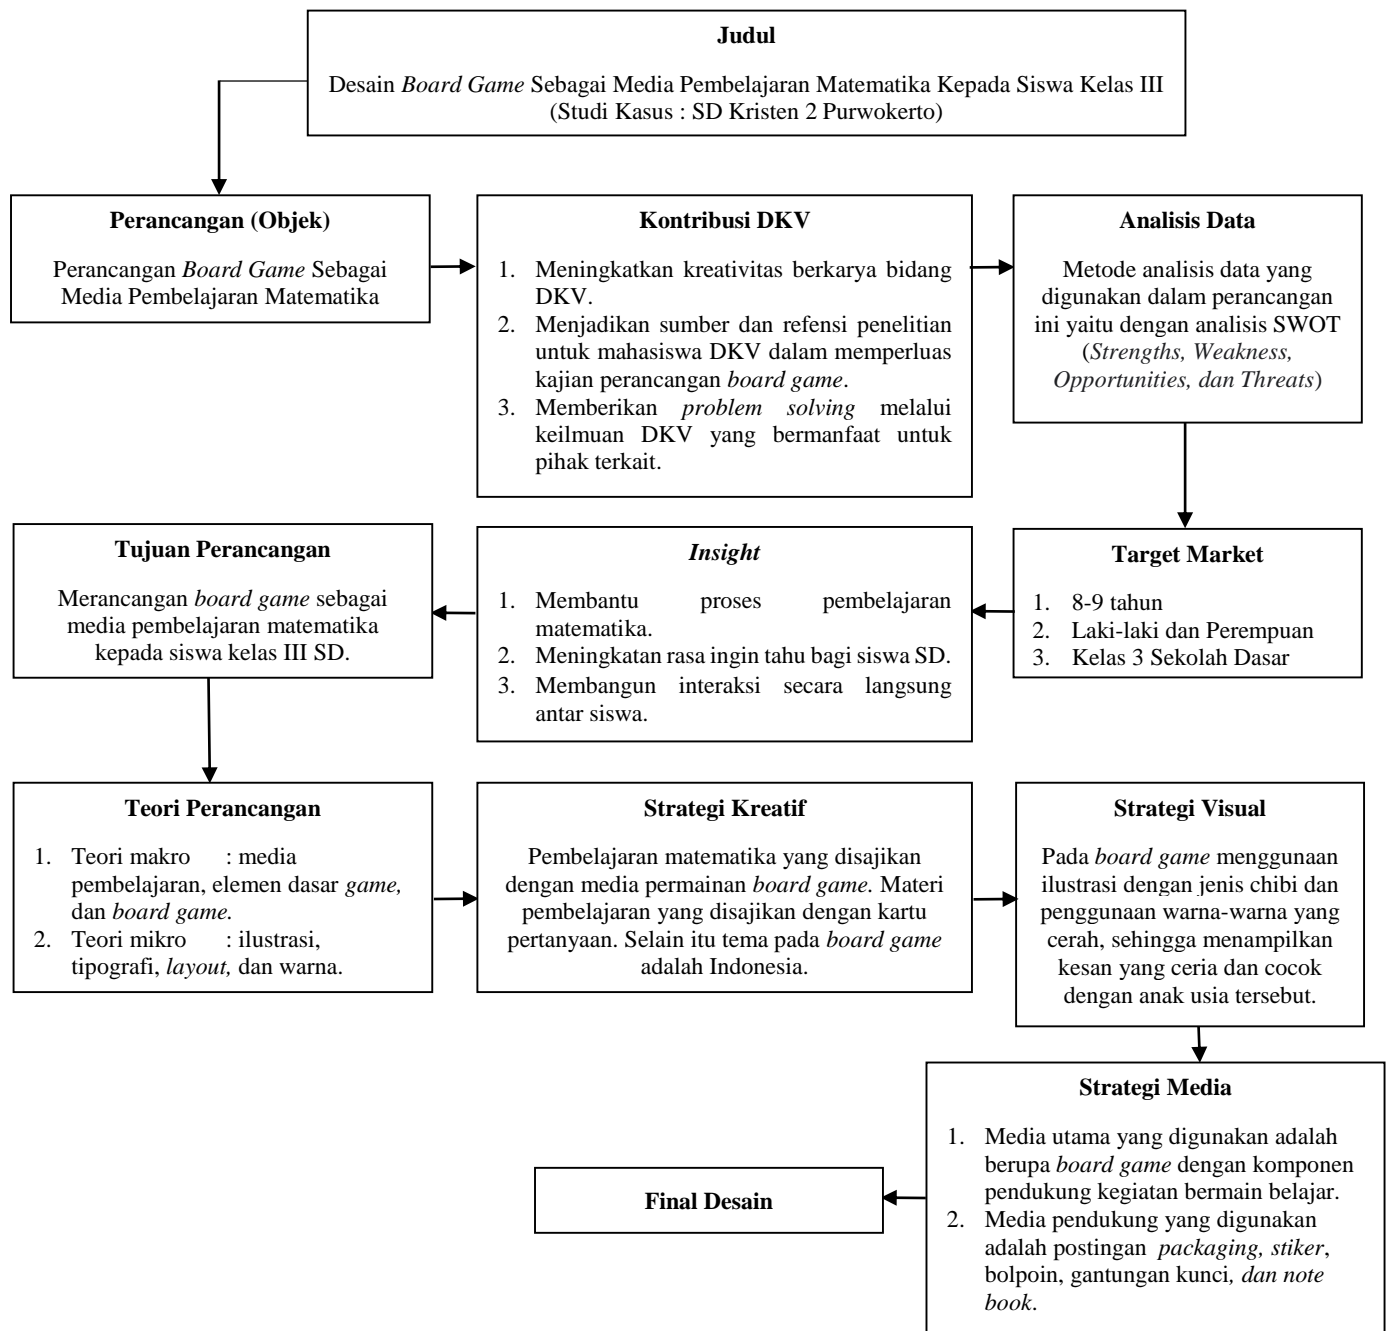 Judul
Desain Board Game Sebagai Media Pembelajaran Matematika Kepada Siswa Kelas III
(Studi Kasus : SD Kristen 2 Purwokerto)
Perancangan (Objek)
Perancangan Board Game Sebagai
Media Pembelajaran Matematika
Kontribusi DKV
1. Meningkatkan kreativitas berkarya bidang
DKV.
2. Menjadikan sumber dan refensi penelitian
untuk mahasiswa DKV dalam memperluas
kajian perancangan board game.
3. Memberikan problem solving melalui
keilmuan DKV yang bermanfaat untuk
pihak terkait.
Analisis Data
Metode analisis data yang
digunakan dalam perancangan
ini yaitu dengan analisis SWOT
(Strengths, Weakness,
Opportunities, dan Threats)
Target Market
1. 8-9 tahun
2. Laki-laki dan Perempuan
3. Kelas 3 Sekolah Dasar
Insight
1. Membantu proses pembelajaran
matematika.
2. Meningkatan rasa ingin tahu bagi siswa SD.
3. Membangun interaksi secara langsung
antar siswa.
Tujuan Perancangan
Merancangan board game sebagai
media pembelajaran matematika
kepada siswa kelas III SD.
Teori Perancangan
1. Teori makro : media
pembelajaran, elemen dasar game,
dan board game.
2. Teori mikro : ilustrasi,
tipografi, layout, dan warna.
Strategi Kreatif
Pembelajaran matematika yang disajikan
dengan media permainan board game. Materi
pembelajaran yang disajikan dengan kartu
pertanyaan. Selain itu tema pada board game
adalah Indonesia.
Strategi Visual
Pada board game menggunaan
ilustrasi dengan jenis chibi dan
penggunaan warna-warna yang
cerah, sehingga menampilkan
kesan yang ceria dan cocok
dengan anak usia tersebut.
Strategi Media
1. Media utama yang digunakan adalah
berupa board game dengan komponen
pendukung kegiatan bermain belajar.
2. Media pendukung yang digunakan
adalah postingan packaging, stiker,
bolpoin, gantungan kunci, dan note
book.
Final Desain